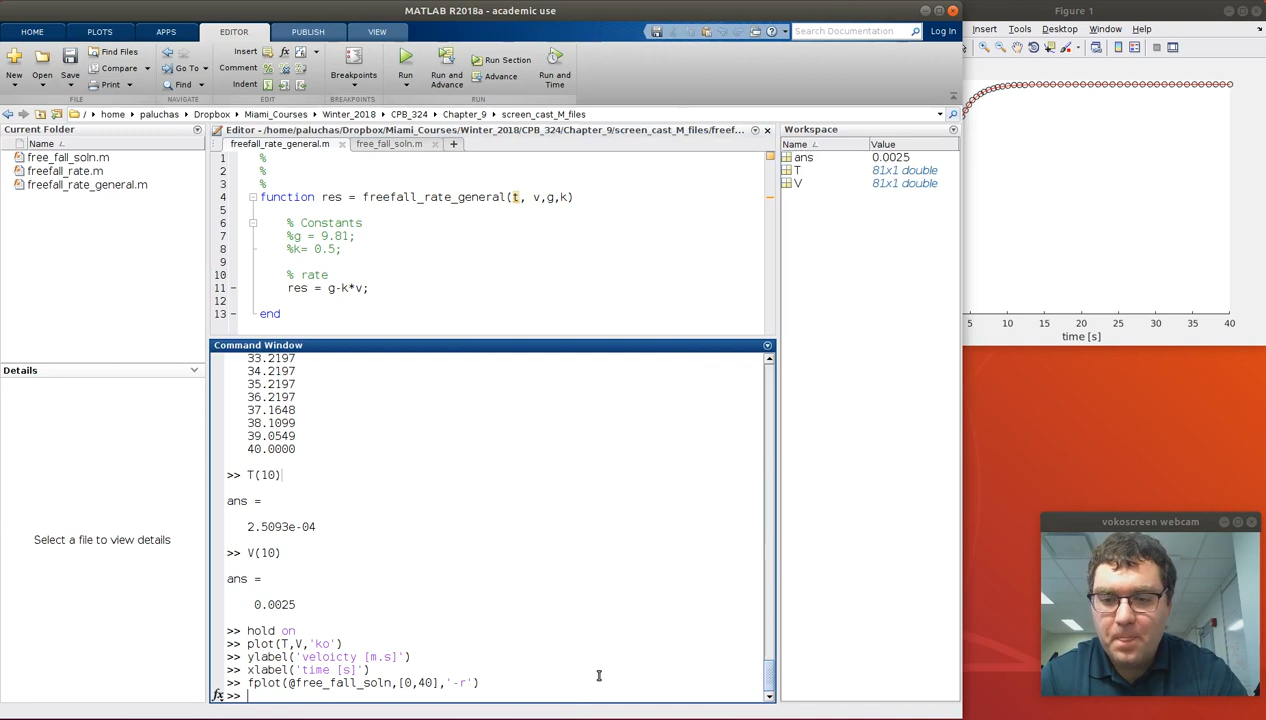 MATLAB R2018a - academic use
HOME PLOTS APPS EDITOR PUBLISH VIEW Search Documentation Log In
New Open Save Find Files Compare Print Go To Find Insert Comment Indent Breakpoints Run Run and Advance Run Section Advance Run and Time
FILE NAVIGATE EDIT BREAKPOINTS RUN
/ home paluchas Dropbox Miami_Courses Winter_2018 CPB_324 Chapter_9 screen_cast_M_files
Current Folder
Name
free_fall_soln.m
freefall_rate.m
freefall_rate_general.m
Details
Select a file to view details
Editor - /home/paluchas/Dropbox/Miami_Courses/Winter_2018/CPB_324/Chapter_9/screen_cast_M_files/freef...
freefall_rate_general.m free_fall_soln.m
1 %
2 %
3 %
4 function res = freefall_rate_general(t, v,g,k)
5
6 % Constants
7 %g = 9.81;
8 %k= 0.5;
9
10 % rate
11 res = g-k*v;
12
13 end
Command Window
33.2197
34.2197
35.2197
36.2197
37.1648
38.1099
39.0549
40.0000
>> T(10)
ans =
2.5093e-04
>> V(10)
ans =
0.0025
>> hold on
>> plot(T,V,'ko')
>> ylabel('veloicty [m.s]')
>> xlabel('time [s]')
>> fplot(@free_fall_soln,[0,40],'-r')
fx >>
Workspace
Name Value
ans 0.0025
T 81x1 double
V 81x1 double
Figure 1
Insert Tools Desktop Window Help
5 10 15 20 25 30 35 40
time [s]
vokoscreen webcam